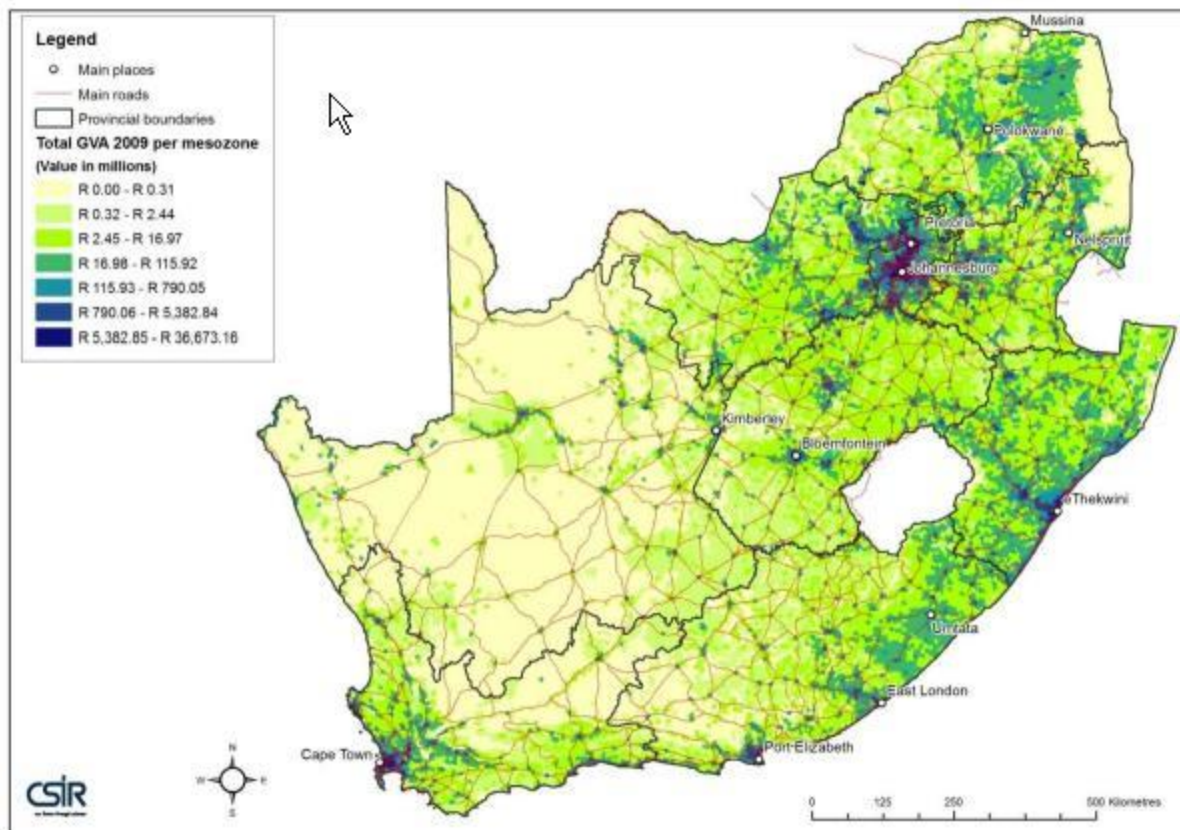 Legend
Main places
Main roads
Provincial boundaries
Total GVA 2009 per mesozone
(Value in millions)
R 0.00 - R 0.31
R 0.32 - R 2.44
R 2.45 - R 16.97
R 16.98 - R 115.92
R 115.93 - R 790.05
R 790.06 - R 5,382.84
R 5,382.85 - R 36,673.16
Mussina
Polokwane
Pretoria
Nelspruit
Johannesburg
Kimberley
Bloemfontein
eThekwini
Umtata
East London
Port-Elizabeth
Cape Town
N
W E
S
CSIR
0 125 250 500 Kilometres